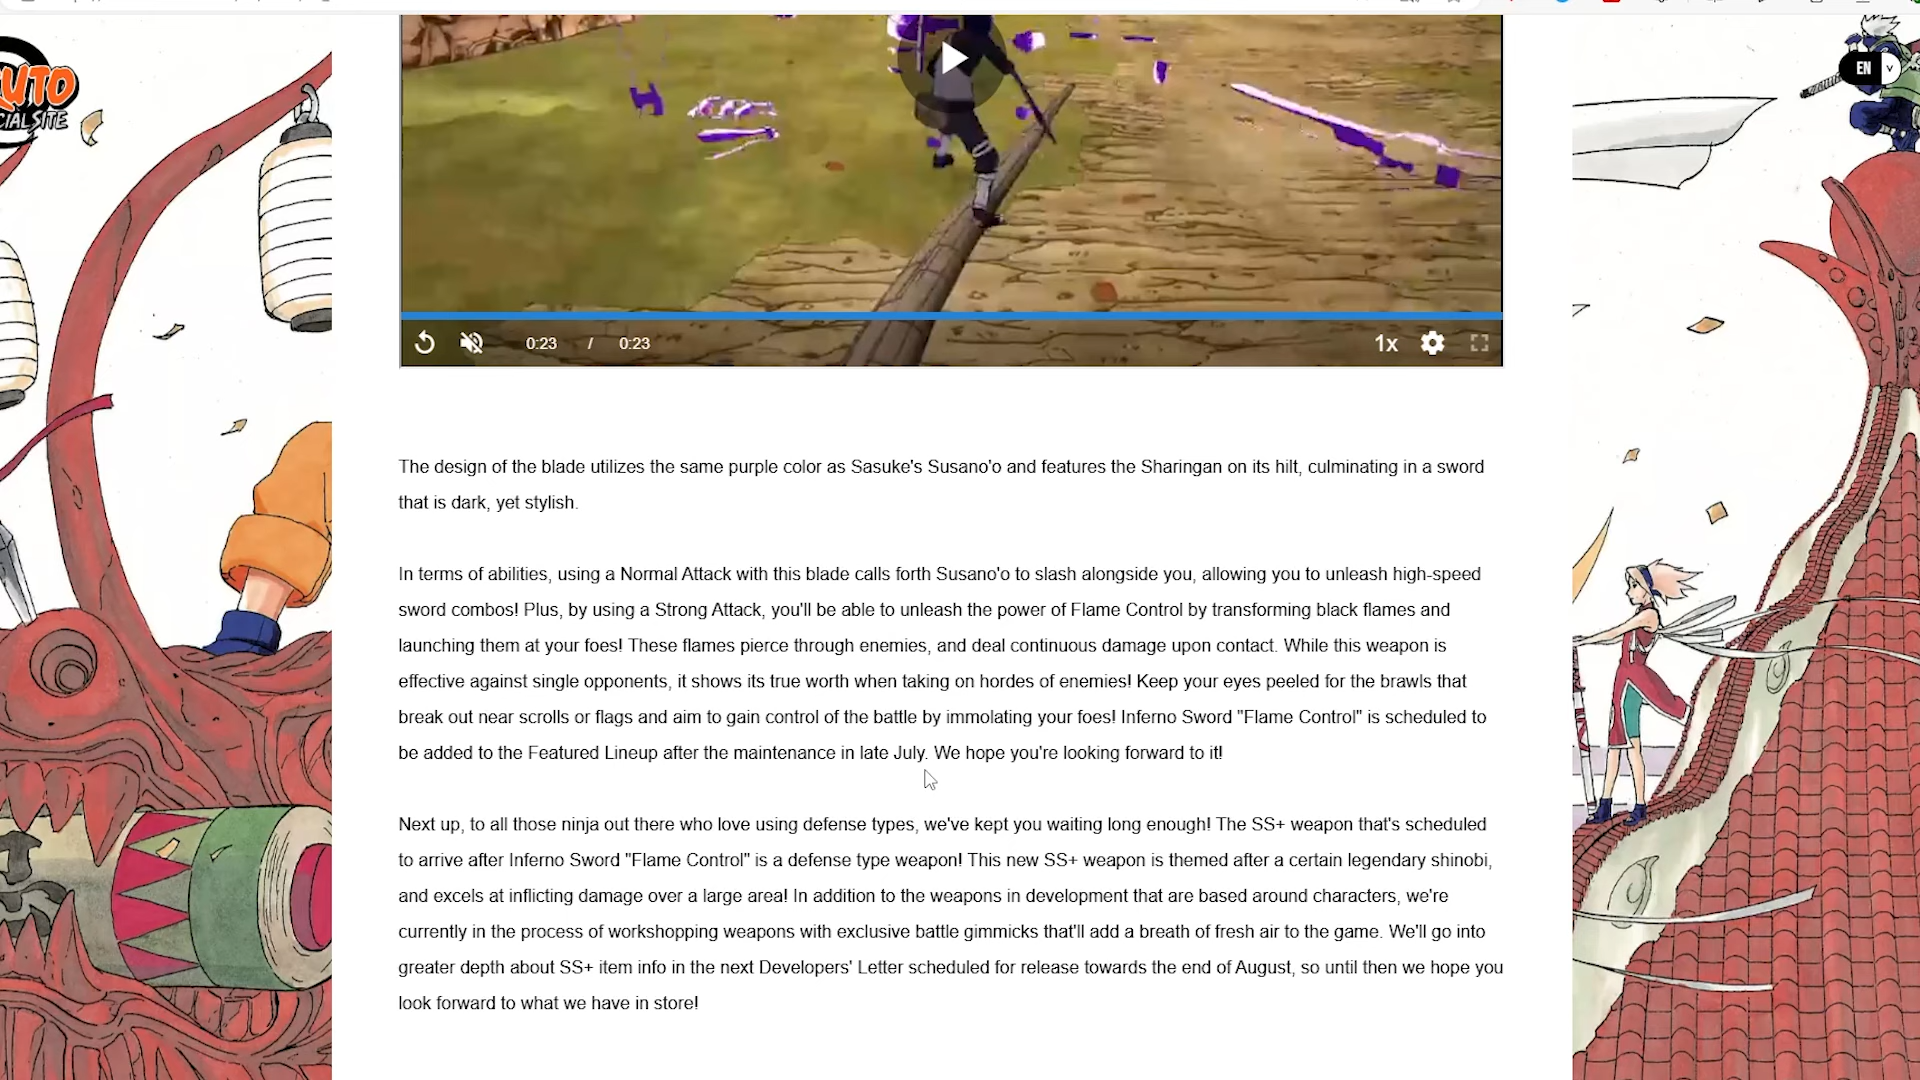 UTO
CIAL SITE
EN
0:23 / 0:23
1x
The design of the blade utilizes the same purple color as Sasuke's Susano'o and features the Sharingan on its hilt, culminating in a sword
that is dark, yet stylish.
In terms of abilities, using a Normal Attack with this blade calls forth Susano'o to slash alongside you, allowing you to unleash high-speed
sword combos! Plus, by using a Strong Attack, you'll be able to unleash the power of Flame Control by transforming black flames and
launching them at your foes! These flames pierce through enemies, and deal continuous damage upon contact. While this weapon is
effective against single opponents, it shows its true worth when taking on hordes of enemies! Keep your eyes peeled for the brawls that
break out near scrolls or flags and aim to gain control of the battle by immolating your foes! Inferno Sword "Flame Control" is scheduled to
be added to the Featured Lineup after the maintenance in late July. We hope you're looking forward to it!
Next up, to all those ninja out there who love using defense types, we've kept you waiting long enough! The SS+ weapon that's scheduled
to arrive after Inferno Sword "Flame Control" is a defense type weapon! This new SS+ weapon is themed after a certain legendary shinobi,
and excels at inflicting damage over a large area! In addition to the weapons in development that are based around characters, we're
currently in the process of workshopping weapons with exclusive battle gimmicks that'll add a breath of fresh air to the game. We'll go into
greater depth about SS+ item info in the next Developers' Letter scheduled for release towards the end of August, so until then we hope you
look forward to what we have in store!